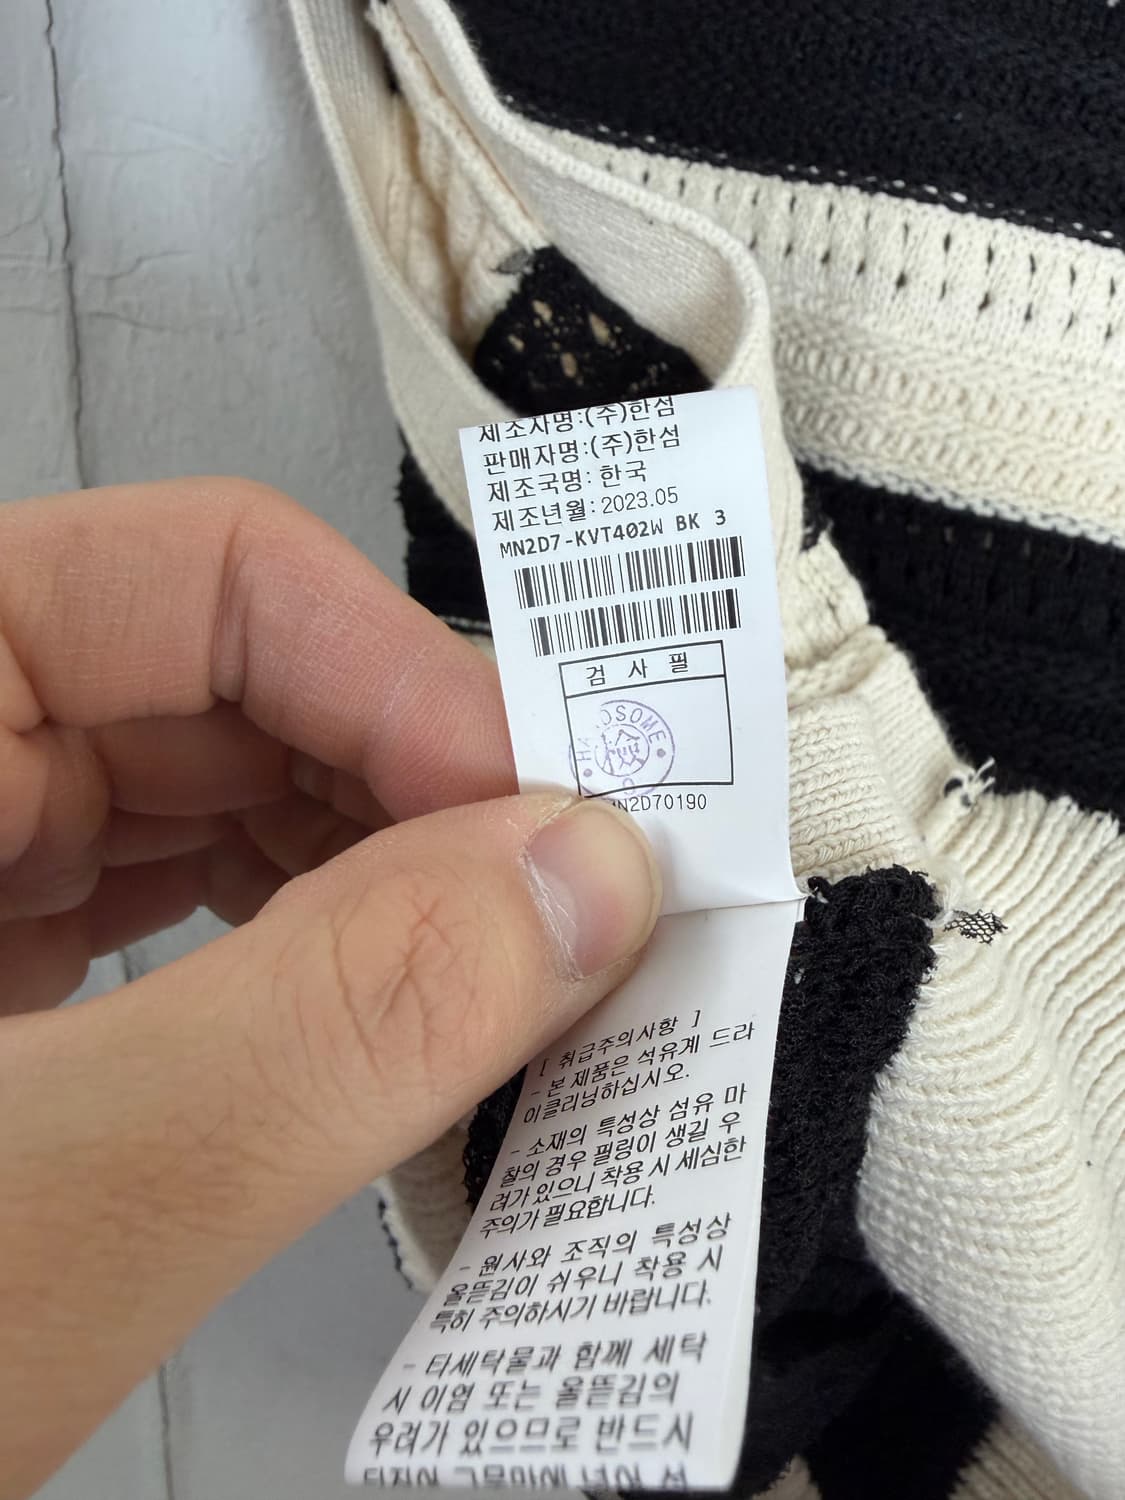 제조자명:(주)한섬
판매자명:(주)한섬
제조국명: 한국
제조년월: 2023.05
MN2D7-KVT402W BK 3
검 사 필
HANDSOME
檢
N2D70190
[ 취급주의사항 ]
- 본 제품은 석유계 드라
이클리닝하십시오.
- 소재의 특성상 섬유 마
찰의 경우 필링이 생길 우
려가 있으니 착용 시 세심한
주의가 필요합니다.
- 원사와 조직의 특성상
올뜯김이 쉬우니 착용 시
특히 주의하시기 바랍니다.
- 타세탁물과 함께 세탁
시 이염 또는 올뜯김의
우려가 있으므로 반드시